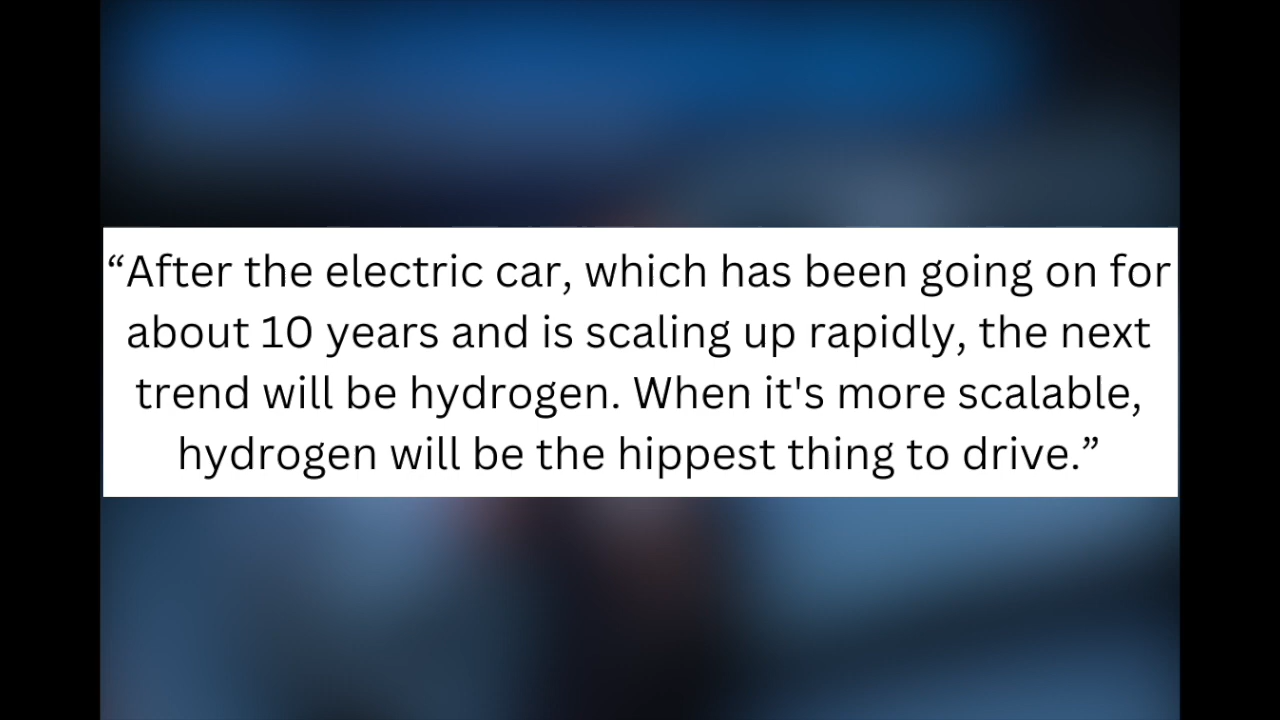 “After the electric car, which has been going on for
about 10 years and is scaling up rapidly, the next
trend will be hydrogen. When it's more scalable,
hydrogen will be the hippest thing to drive.”